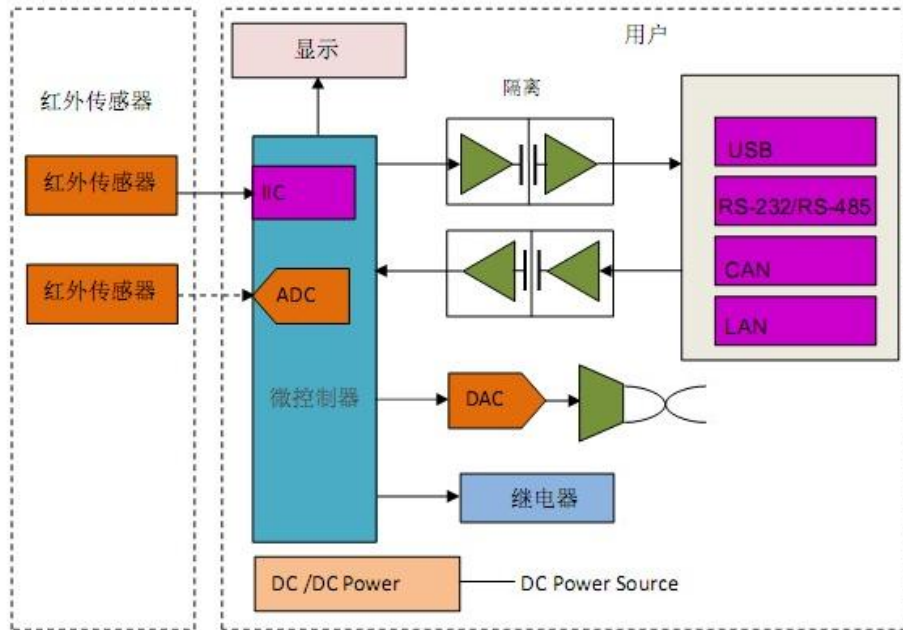 显示
用户
红外传感器
隔离
红外传感器
IIC
USB
RS-232/RS-485
红外传感器
ADC
CAN
LAN
微控制器
DAC
继电器
DC /DC Power
DC Power Source